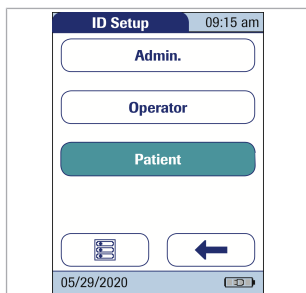 ID Setup 09:15 am
Admin.
Operator
Patient
05/29/2020